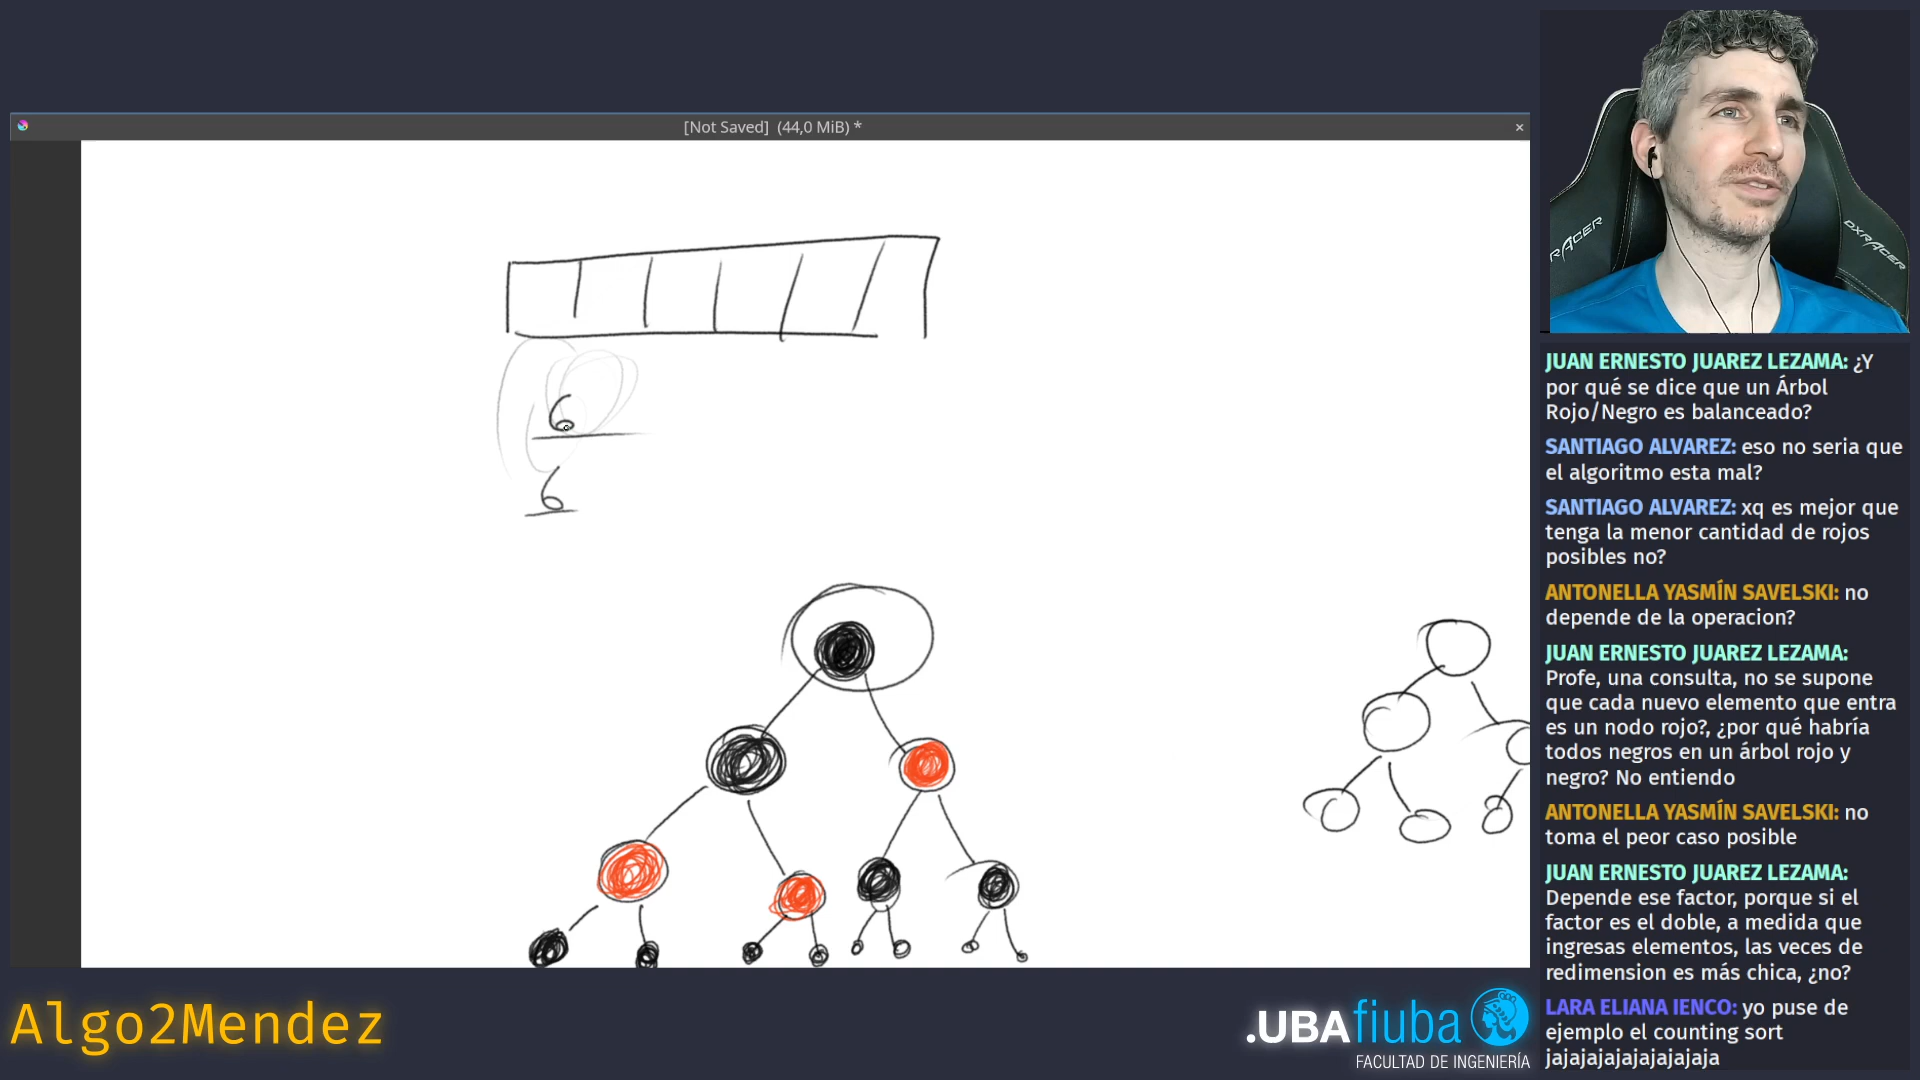 [Not Saved] (44,0 MiB) *
×
6
6
RACER
DXRACER
JUAN ERNESTO JUAREZ LEZAMA: ¿Y
por qué se dice que un Árbol
Rojo/Negro es balanceado?
SANTIAGO ALVAREZ: eso no seria que
el algoritmo esta mal?
SANTIAGO ALVAREZ: xq es mejor que
tenga la menor cantidad de rojos
posibles no?
ANTONELLA YASMÍN SAVELSKI: no
depende de la operacion?
JUAN ERNESTO JUAREZ LEZAMA:
Profe, una consulta, no se supone
que cada nuevo elemento que entra
es un nodo rojo?, ¿por qué habría
todos negros en un árbol rojo y
negro? No entiendo
ANTONELLA YASMÍN SAVELSKI: no
toma el peor caso posible
JUAN ERNESTO JUAREZ LEZAMA:
Depende ese factor, porque si el
factor es el doble, a medida que
ingresas elementos, las veces de
redimension es más chica, ¿no?
LARA ELIANA IENCO: yo puse de
ejemplo el counting sort
jajajajajajajajaja
Algo2Mendez
.UBAfiuba
FACULTAD DE INGENIERÍA